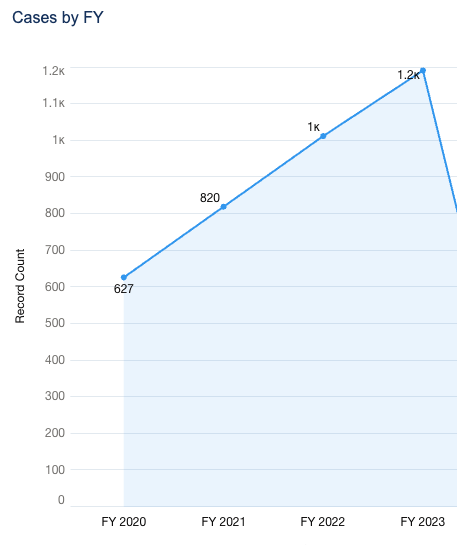 Cases by FY
1.2K
1.1K
1K
900
800
700
600
500
400
300
200
100
0
Record Count
627
820
1K
1.2K
FY 2020
FY 2021
FY 2022
FY 2023